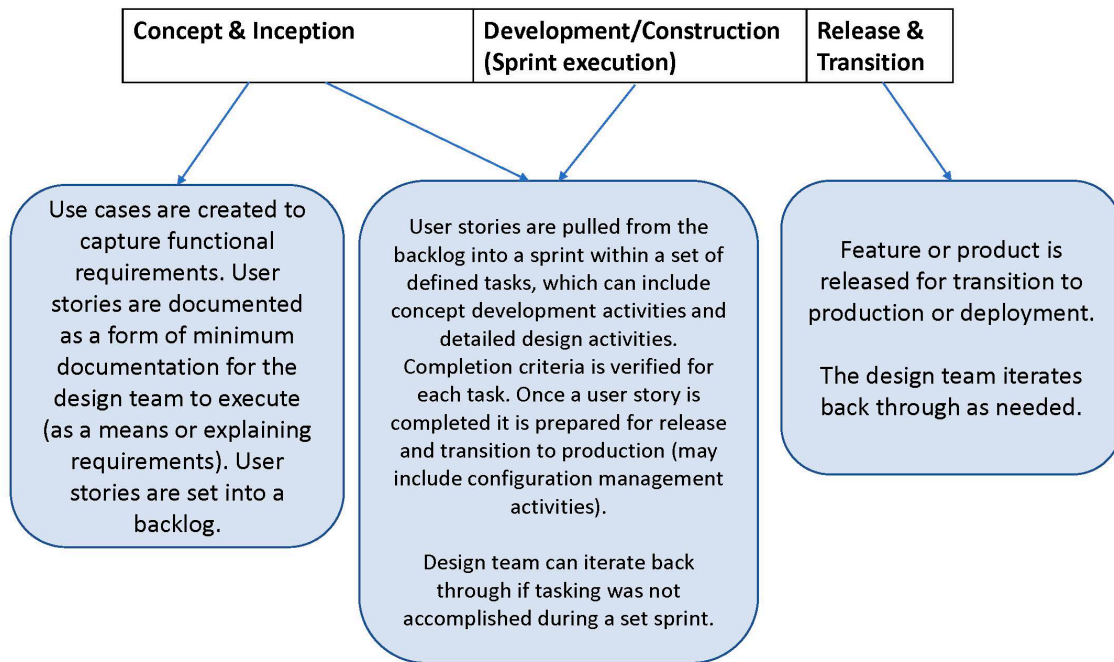 Concept & Inception
Development/Construction
(Sprint execution)
Release &
Transition
Use cases are created to
capture functional
requirements. User
stories are documented
as a form of minimum
documentation for the
design team to execute
(as a means or explaining
requirements). User
stories are set into a
backlog.
User stories are pulled from the
backlog into a sprint within a set of
defined tasks, which can include
concept development activities and
detailed design activities.
Completion criteria is verified for
each task. Once a user story is
completed it is prepared for release
and transition to production (may
include configuration management
activities).
Design team can iterate back
through if tasking was not
accomplished during a set sprint.
Feature or product is
released for transition to
production or deployment.
The design team iterates
back through as needed.